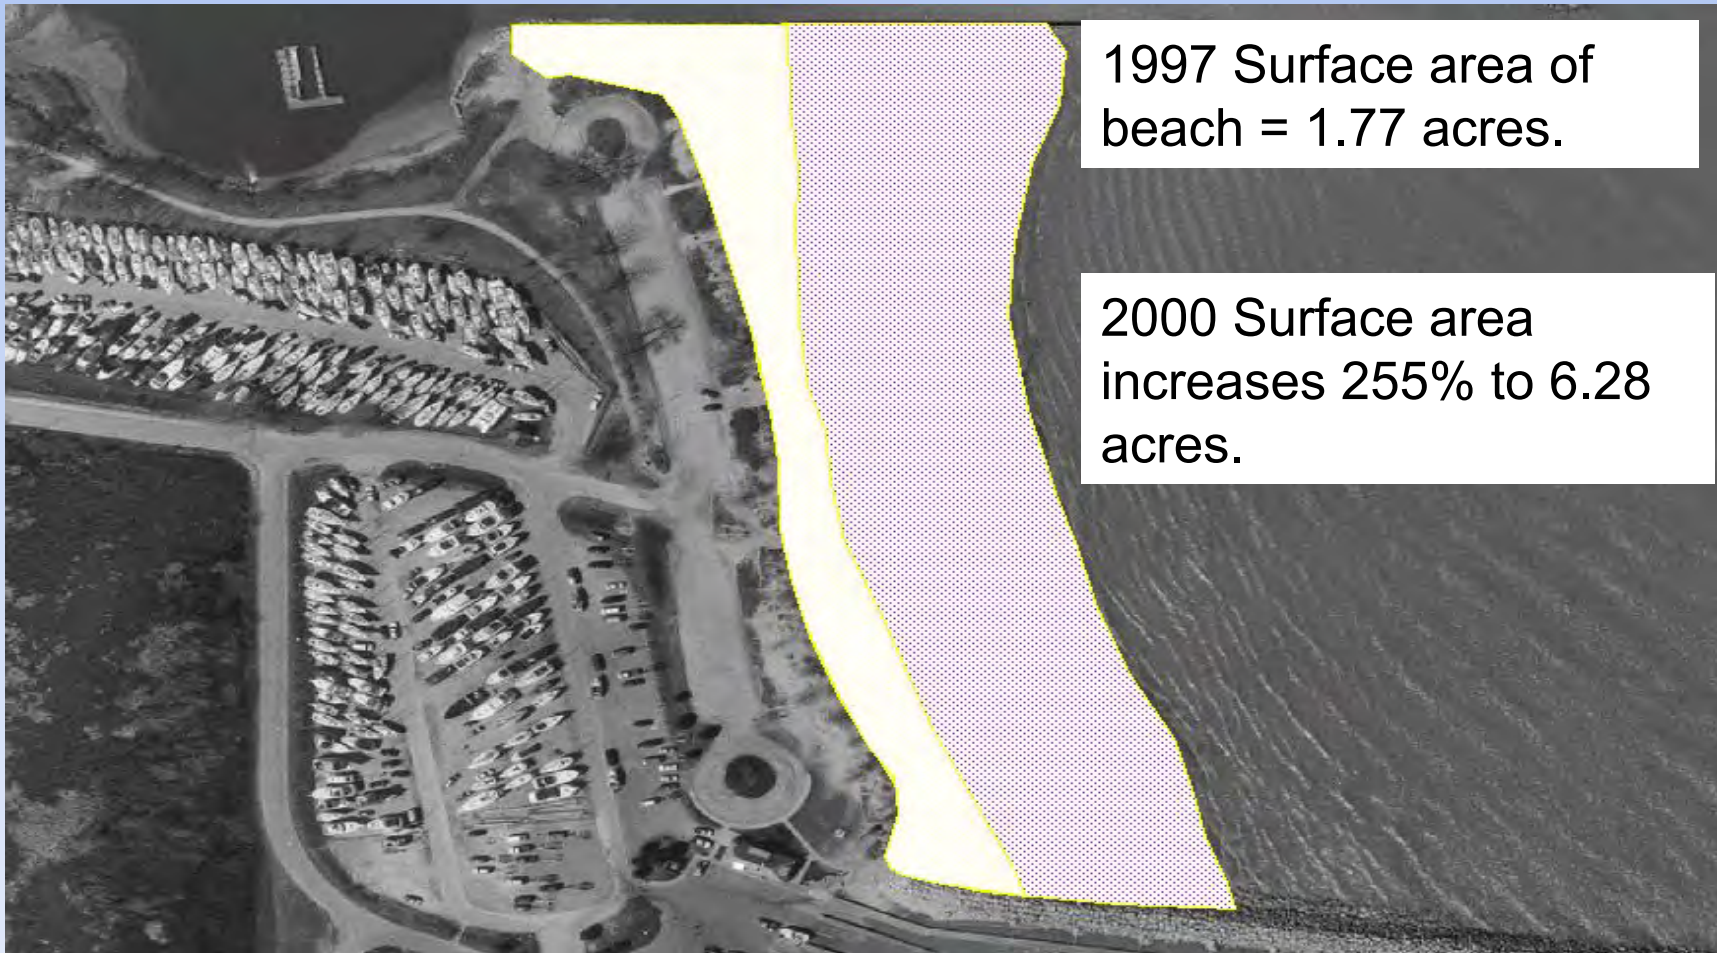 1997 Surface area of
beach = 1.77 acres.
2000 Surface area
increases 255% to 6.28
acres.